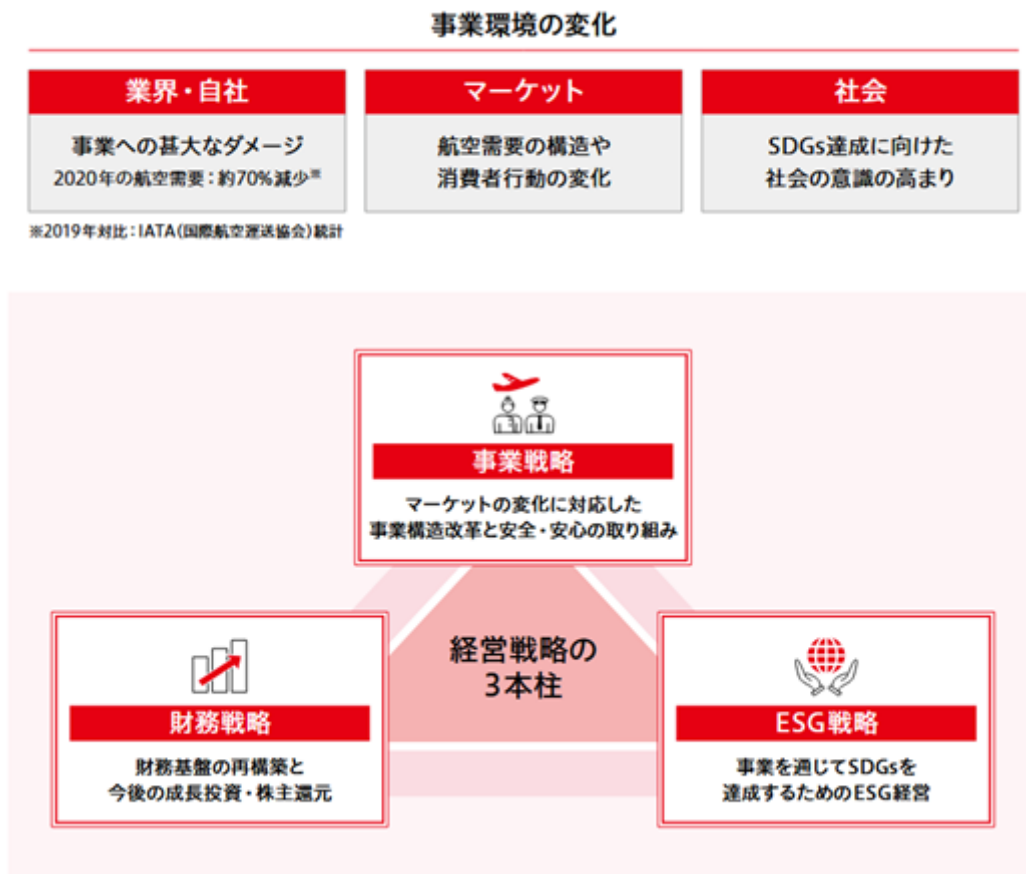 事業環境の変化
業界・自社
事業への甚大なダメージ
2020年の航空需要：約70%減少※
マーケット
航空需要の構造や
消費者行動の変化
社会
SDGs達成に向けた
社会の意識の高まり
※2019年対比：IATA(国際航空運送協会)統計
事業戦略
マーケットの変化に対応した
事業構造改革と安全・安心の取り組み
経営戦略の
3本柱
財務戦略
財務基盤の再構築と
今後の成長投資・株主還元
ESG戦略
事業を通じてSDGsを
達成するためのESG経営